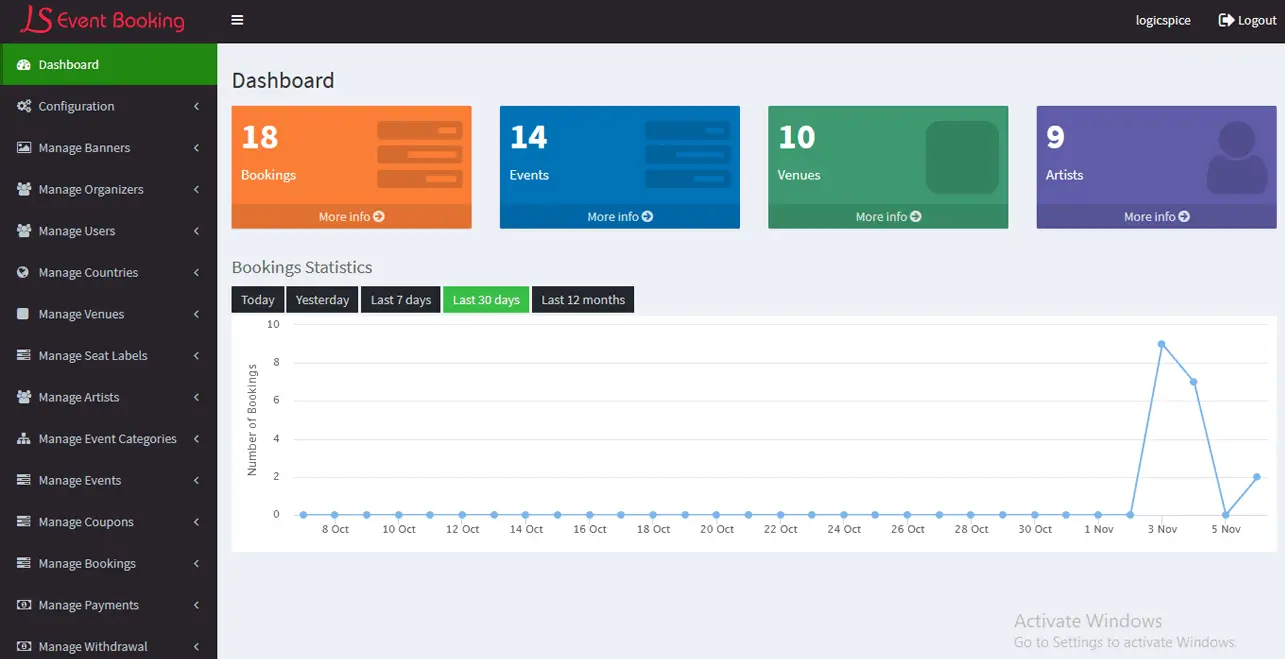 LS Event Booking
logicspice
Logout
Dashboard
Configuration
Manage Banners
Manage Organizers
Manage Users
Manage Countries
Manage Venues
Manage Seat Labels
Manage Artists
Manage Event Categories
Manage Events
Manage Coupons
Manage Bookings
Manage Payments
Manage Withdrawal
Dashboard
18
Bookings
More info
14
Events
More info
10
Venues
More info
9
Artists
More info
Bookings Statistics
Today Yesterday Last 7 days Last 30 days Last 12 months
Number of Bookings
10
8
6
4
2
0
8 Oct 10 Oct 12 Oct 14 Oct 16 Oct 18 Oct 20 Oct 22 Oct 24 Oct 26 Oct 28 Oct 30 Oct 1 Nov 3 Nov 5 Nov
Activate Windows
Go to Settings to activate Windows.